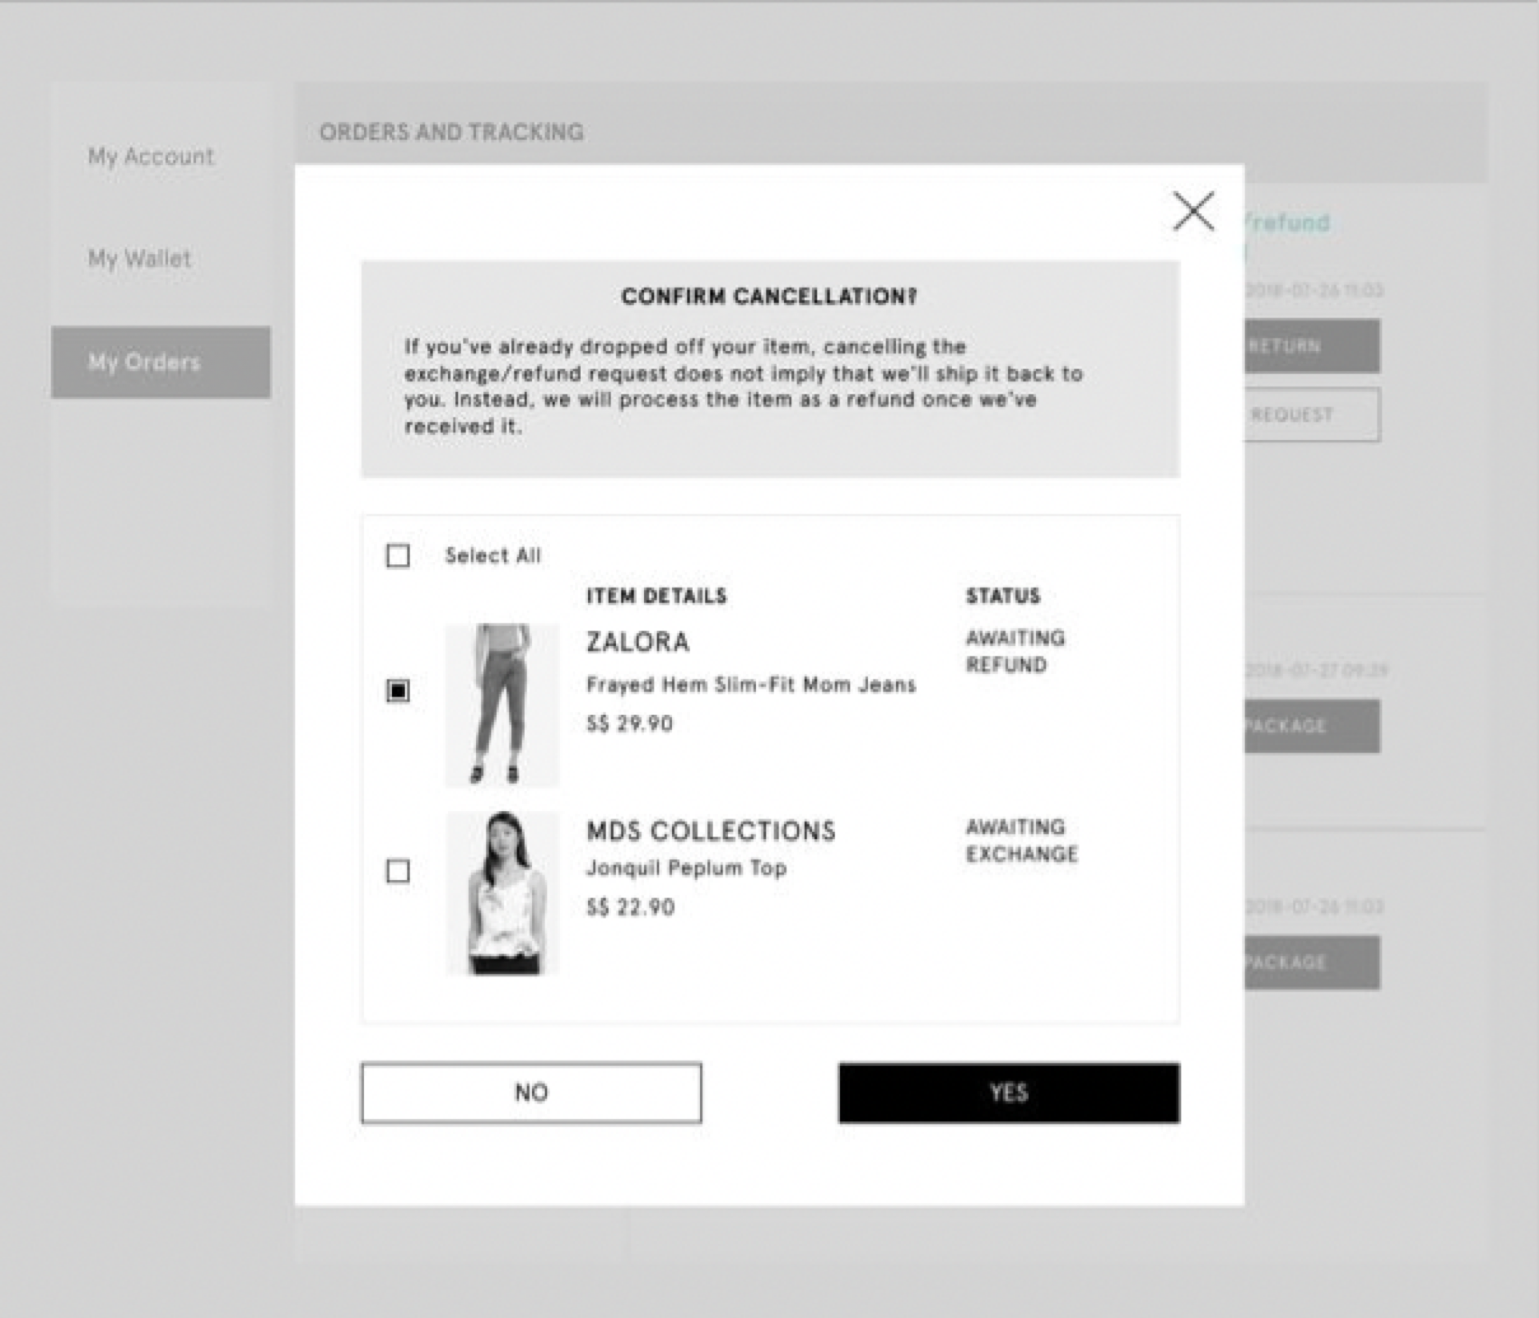 ORDERS AND TRACKING
My Account
My Wallet
My Orders
/refund
2018-07-26 11:03
RETURN
REQUEST
2018-07-27 09:29
PACKAGE
2018-07-26 11:03
PACKAGE
CONFIRM CANCELLATION?
If you've already dropped off your item, cancelling the
exchange/refund request does not imply that we'll ship it back to
you. Instead, we will process the item as a refund once we've
received it.
Select All
ITEM DETAILS
STATUS
ZALORA
Frayed Hem Slim-Fit Mom Jeans
S$ 29.90
AWAITING
REFUND
MDS COLLECTIONS
Jonquil Peplum Top
S$ 22.90
AWAITING
EXCHANGE
NO
YES